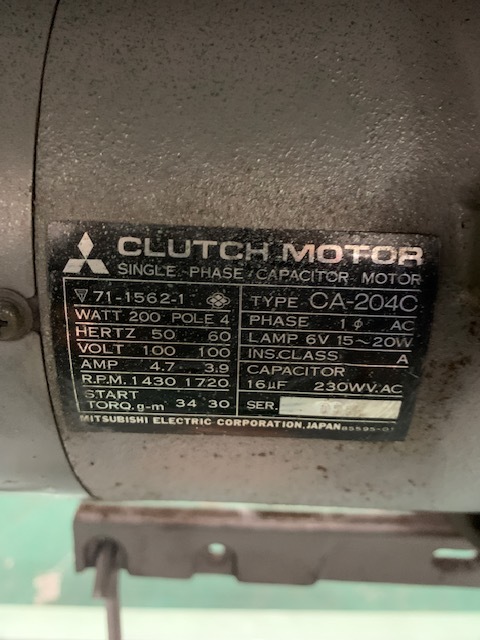 CLUTCH MOTOR
SINGLE PHASE CAPACITOR MOTOR
▽71-1562-1
WATT 200 POLE 4
HERTZ 50 60
VOLT 100 100
AMP 4.7 3.9
R.P.M. 1430 1720
START
TORQ.g-m 34 30
TYPE CA-204C
PHASE 1ϕ AC
LAMP 6V 15~20W
INS.CLASS A
CAPACITOR
16μF 230WV.AC
SER.
MITSUBISHI ELECTRIC CORPORATION, JAPAN